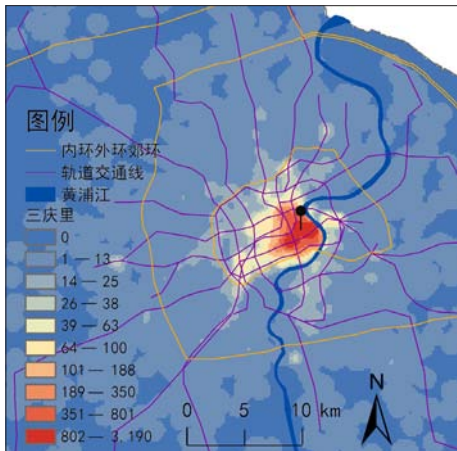 图例
内环外环郊环
轨道交通线
黄浦江
三庆里
0
1—13
14—25
26—38
39—63
64—100
101—188
189—350
351—801
802—3,190
0 5 10 km
N